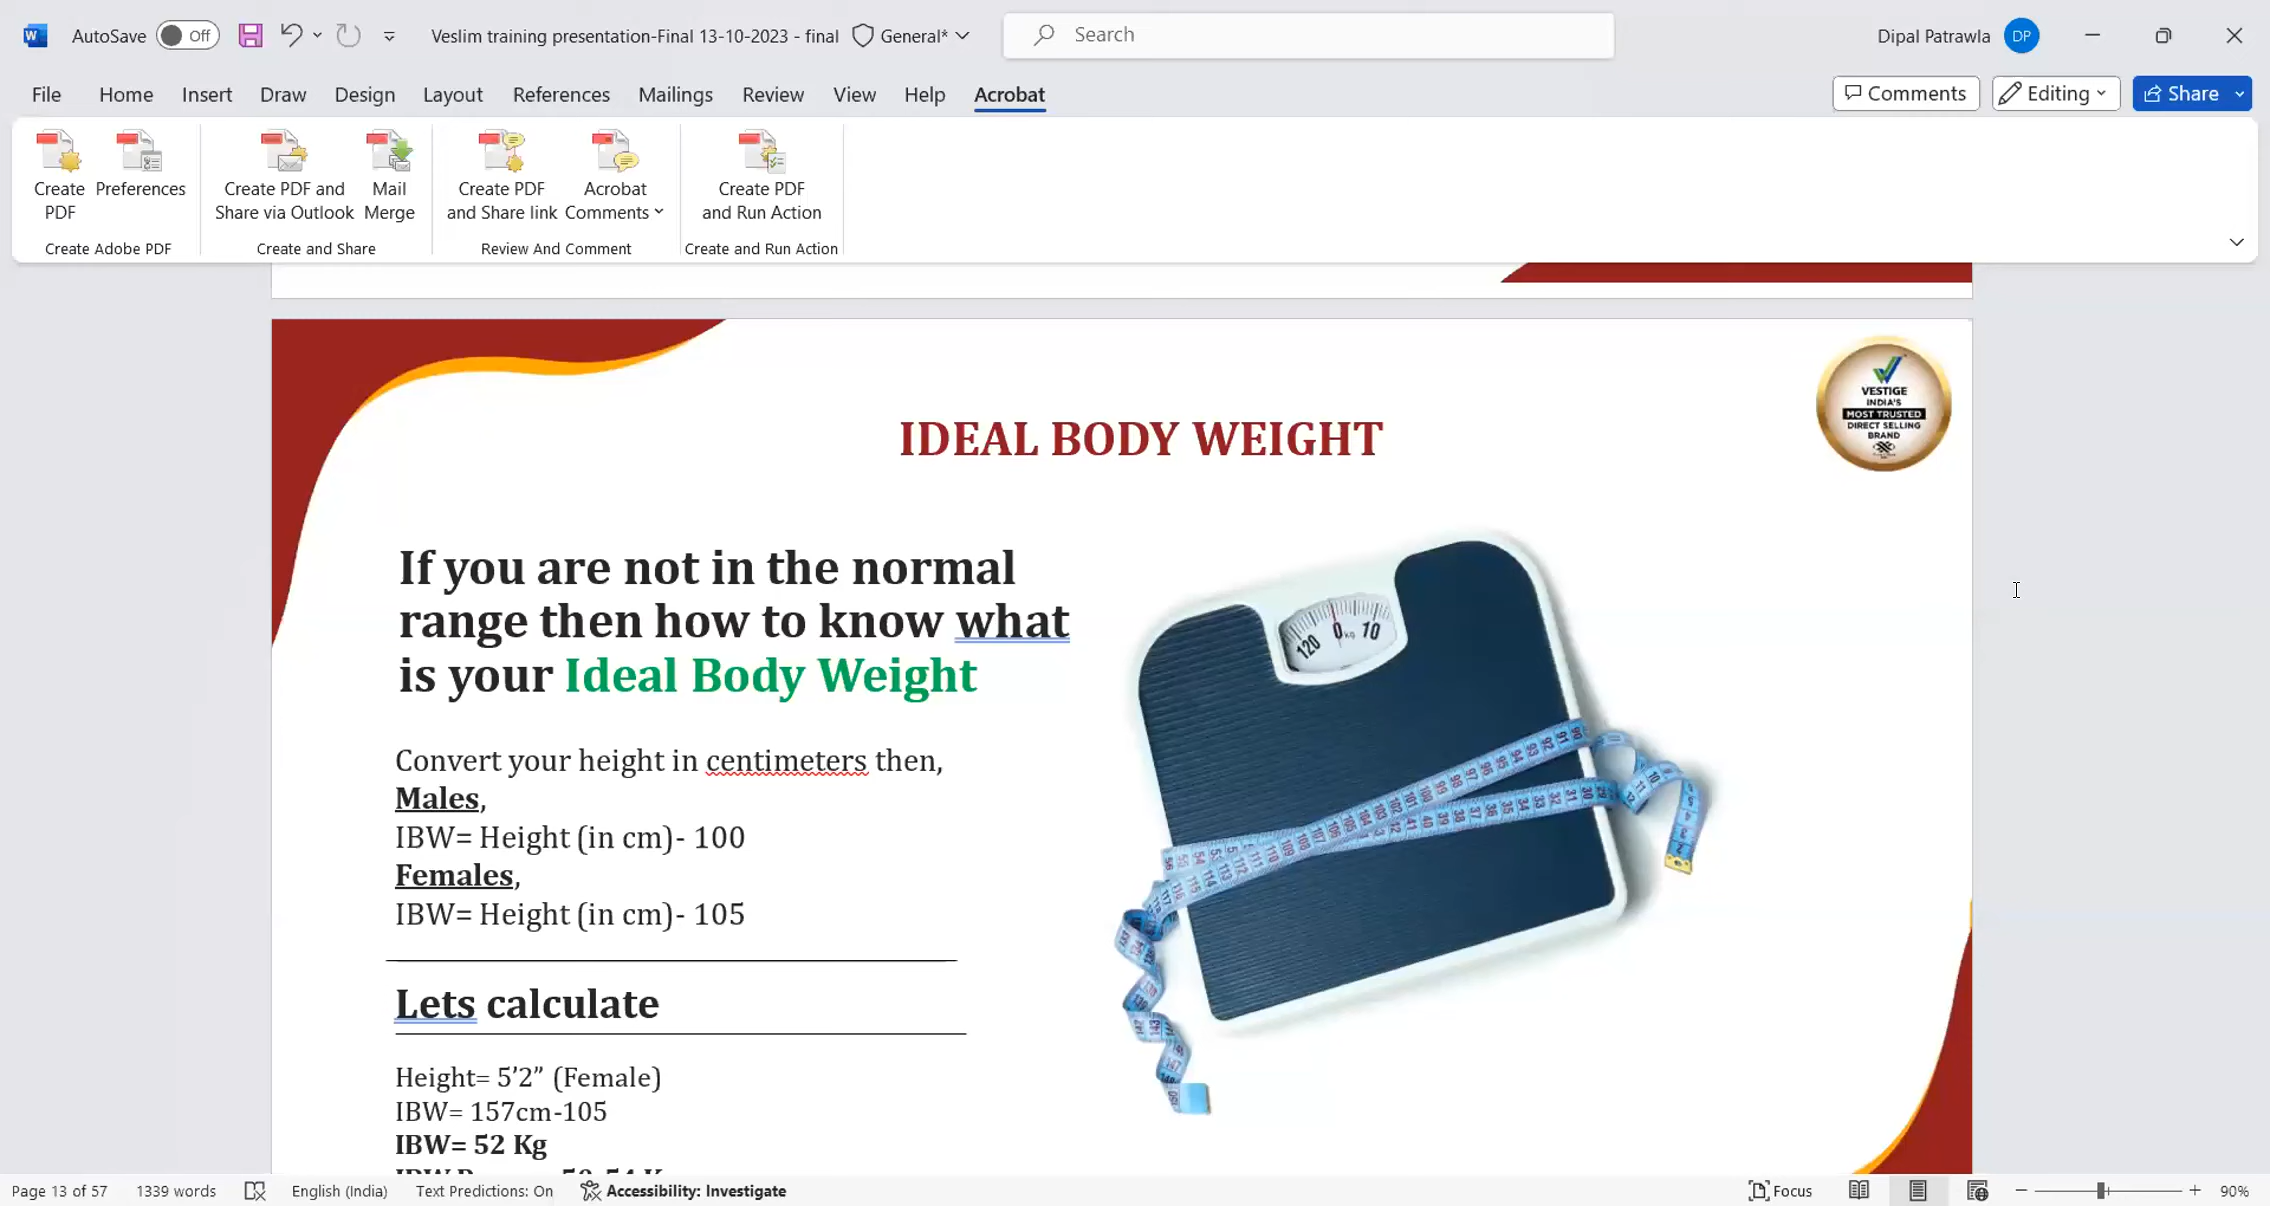 AutoSave Off Veslim training presentation-Final 13-10-2023 - final General* Search Dipal Patrawla DP
File Home Insert Draw Design Layout References Mailings Review View Help Acrobat Comments Editing Share
Create PDF
Preferences
Create PDF and Share via Outlook
Mail Merge
Create PDF and Share link
Acrobat Comments
Create PDF and Run Action
Create Adobe PDF Create and Share Review And Comment Create and Run Action
VESTIGE
INDIA'S
MOST TRUSTED
DIRECT SELLING
BRAND
IDEAL BODY WEIGHT
If you are not in the normal
range then how to know what
is your Ideal Body Weight
120 0 kg 10
Convert your height in centimeters then,
Males,
IBW= Height (in cm)- 100
Females,
IBW= Height (in cm)- 105
Lets calculate
Height= 5’2” (Female)
IBW= 157cm-105
IBW= 52 Kg
Page 13 of 57 1339 words English (India) Text Predictions: On Accessibility: Investigate Focus 90%